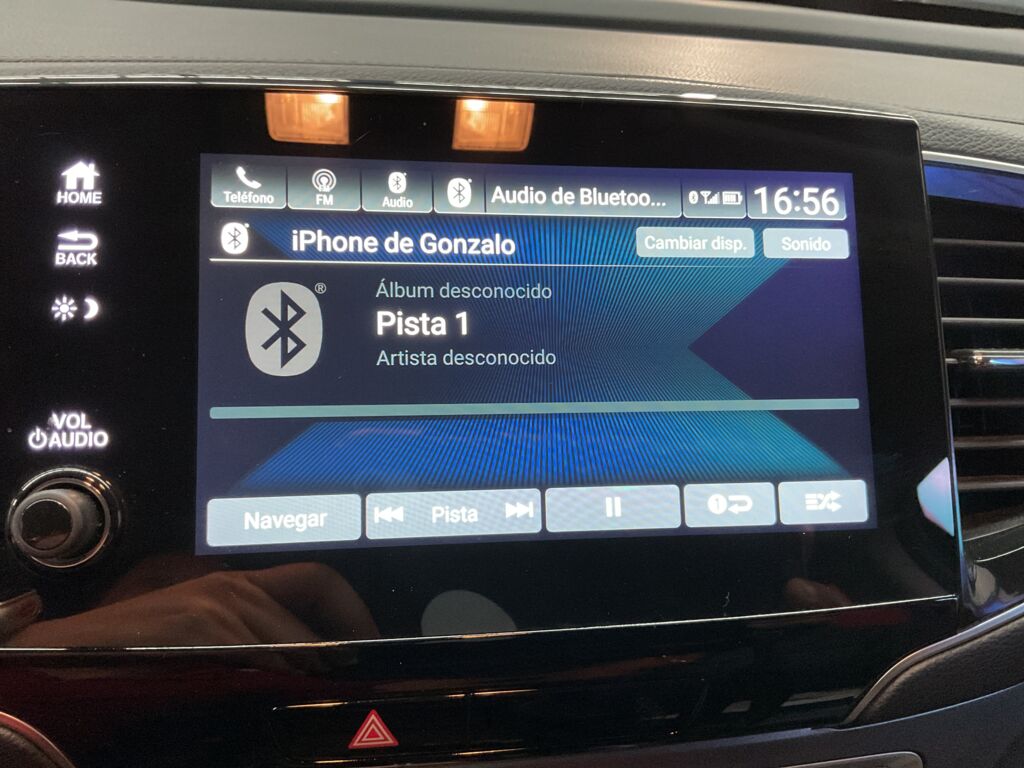 HOME
BACK
VOL
AUDIO
Teléfono
FM
Audio
Audio de Bluetoo...
16:56
iPhone de Gonzalo
Cambiar disp.
Sonido
®
Álbum desconocido
Pista 1
Artista desconocido
Navegar
Pista
1